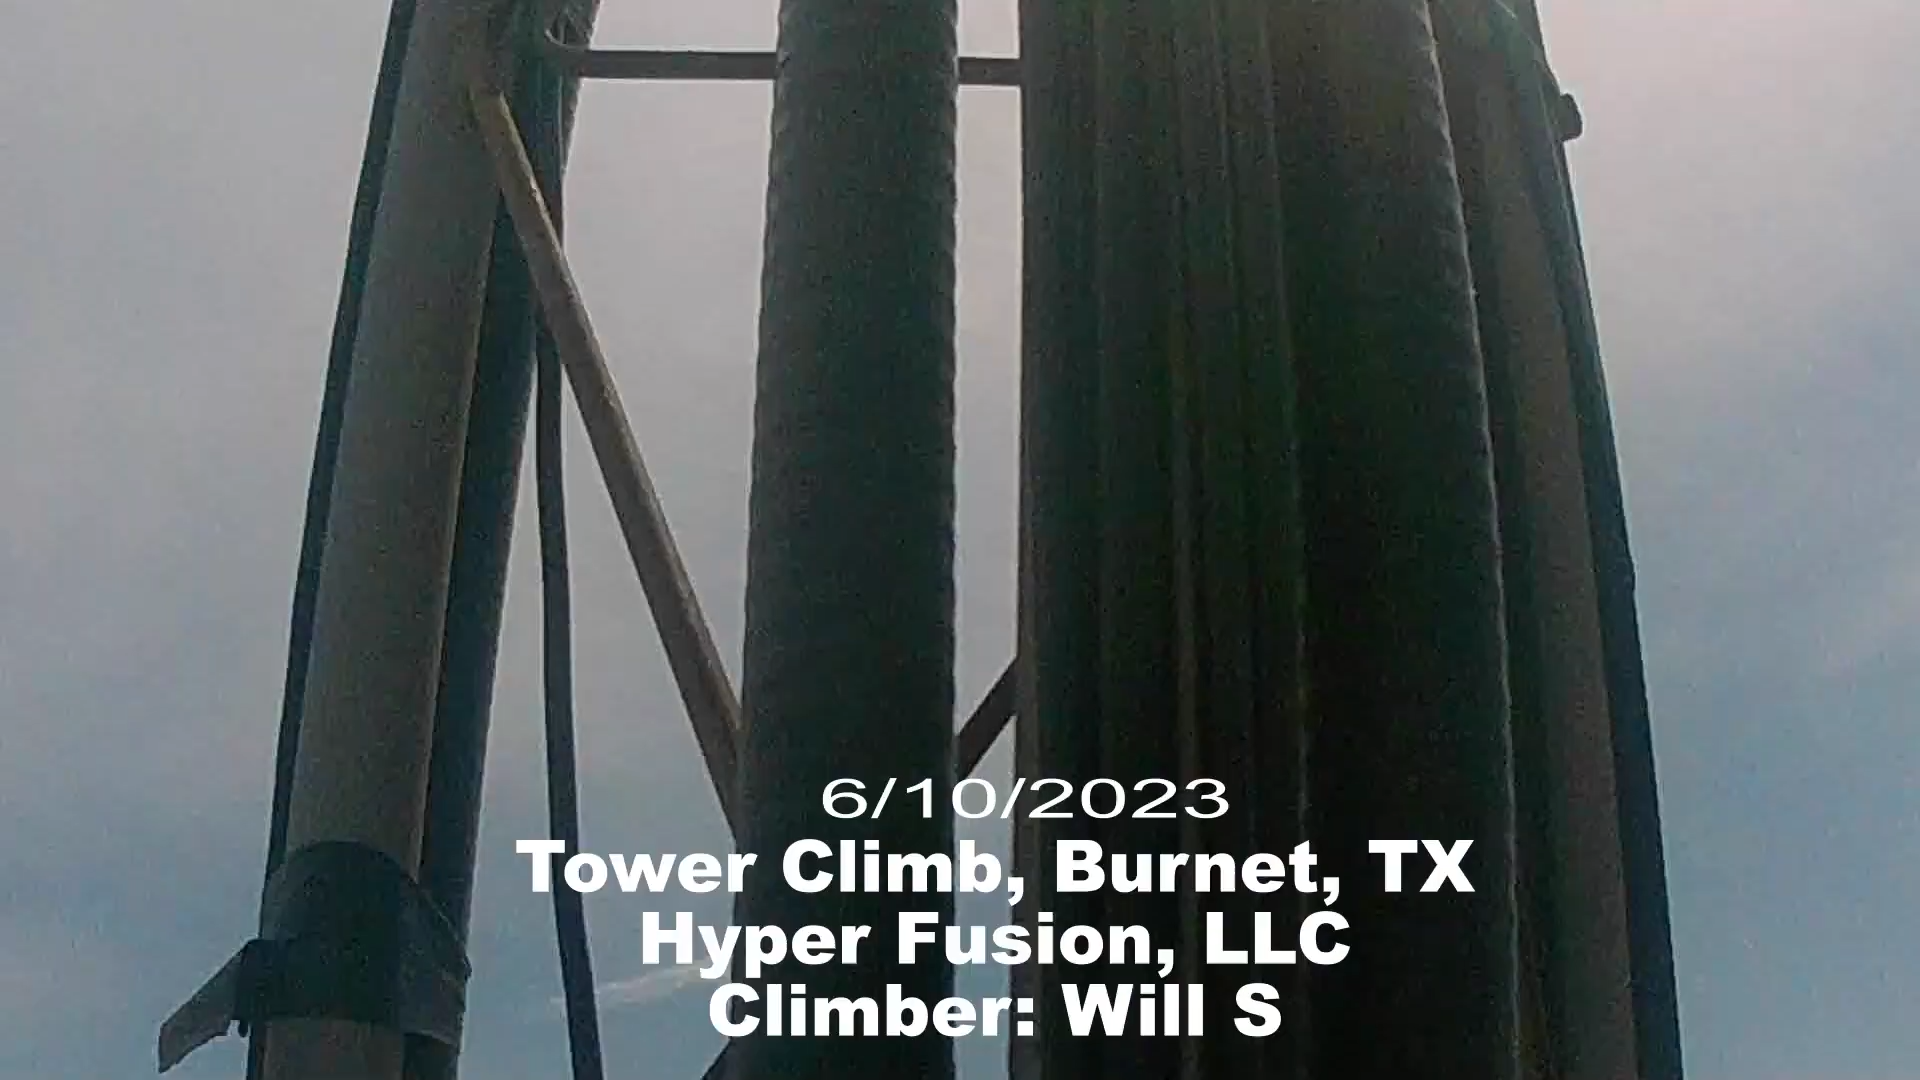 6/10/2023
Tower Climb, Burnet, TX
Hyper Fusion, LLC
Climber: Will S